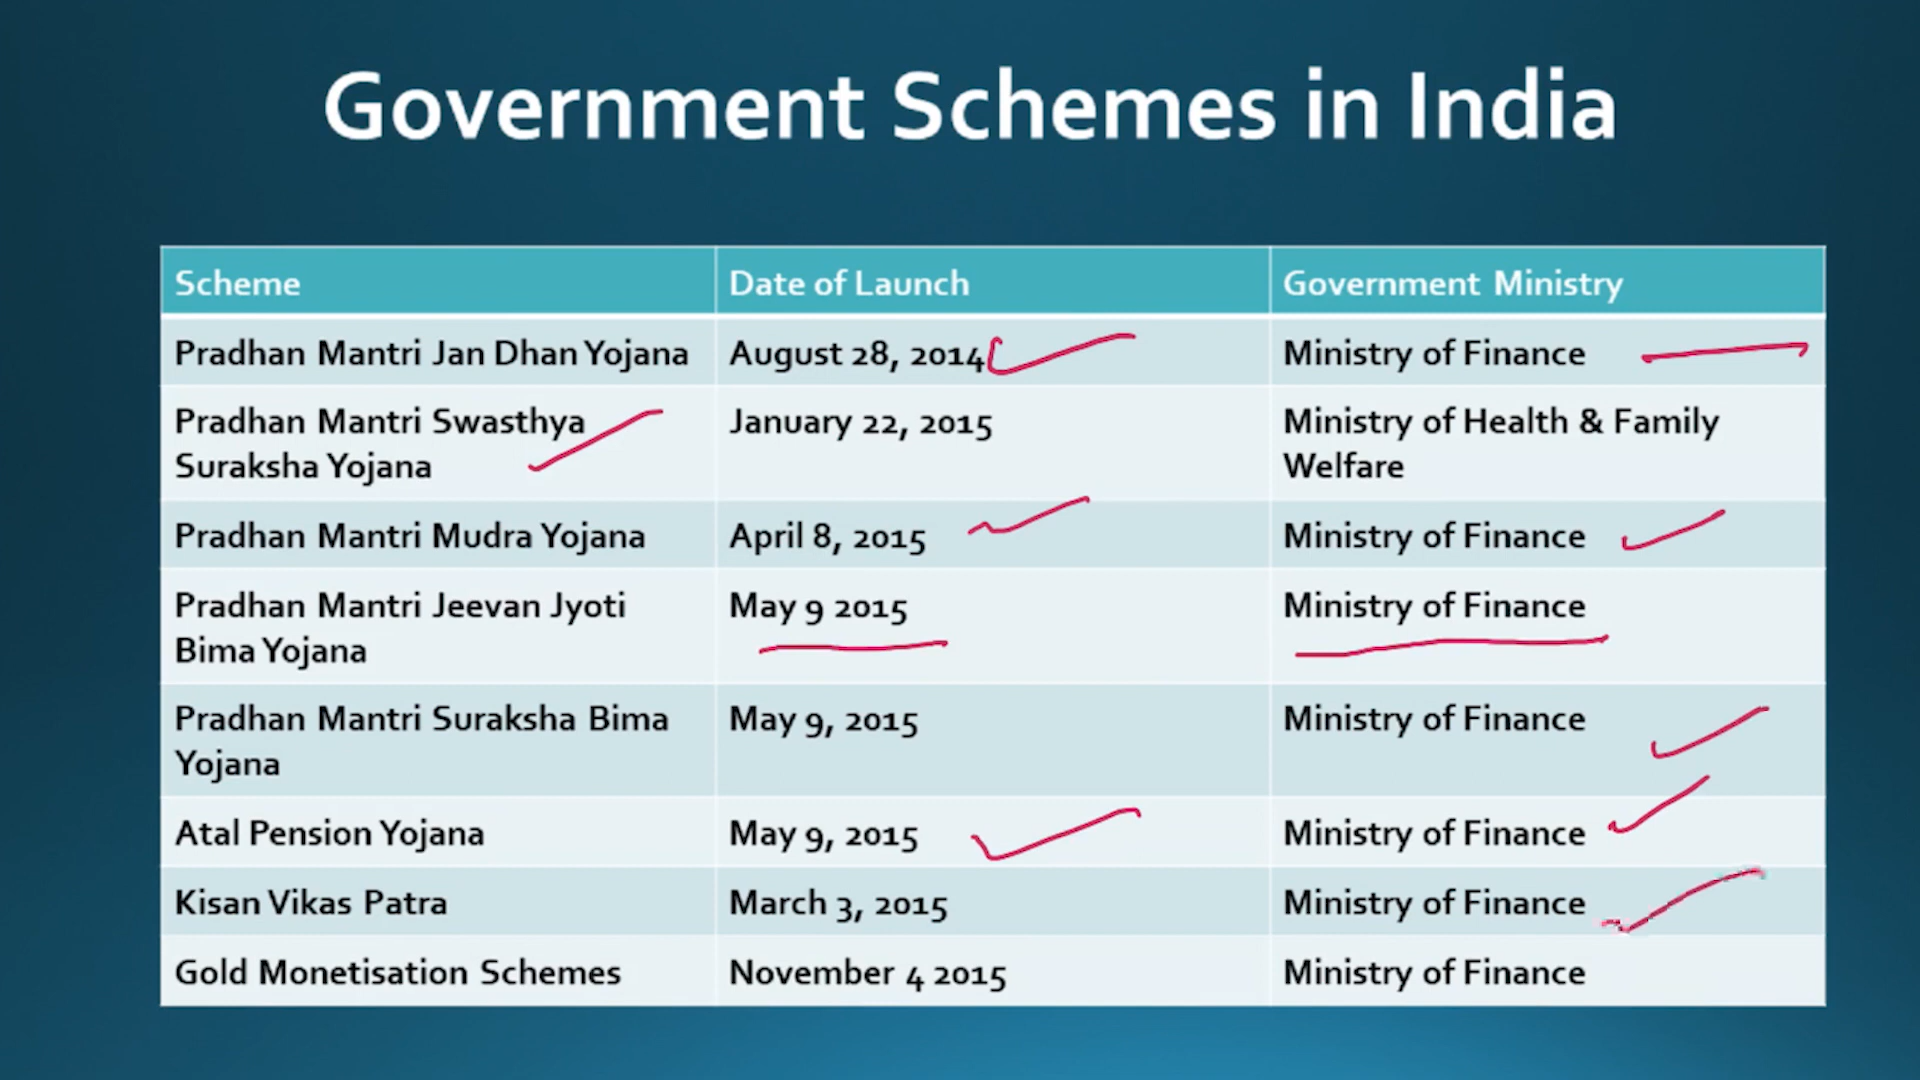 Government Schemes in India
Scheme Date of Launch Government Ministry
Pradhan Mantri Jan Dhan Yojana August 28, 2014 Ministry of Finance
Pradhan Mantri Swasthya January 22, 2015 Ministry of Health & Family
Suraksha Yojana Welfare
Pradhan Mantri Mudra Yojana April 8, 2015 Ministry of Finance
Pradhan Mantri Jeevan Jyoti May 9 2015 Ministry of Finance
Bima Yojana
Pradhan Mantri Suraksha Bima May 9, 2015 Ministry of Finance
Yojana
Atal Pension Yojana May 9, 2015 Ministry of Finance
Kisan Vikas Patra March 3, 2015 Ministry of Finance
Gold Monetisation Schemes November 4 2015 Ministry of Finance